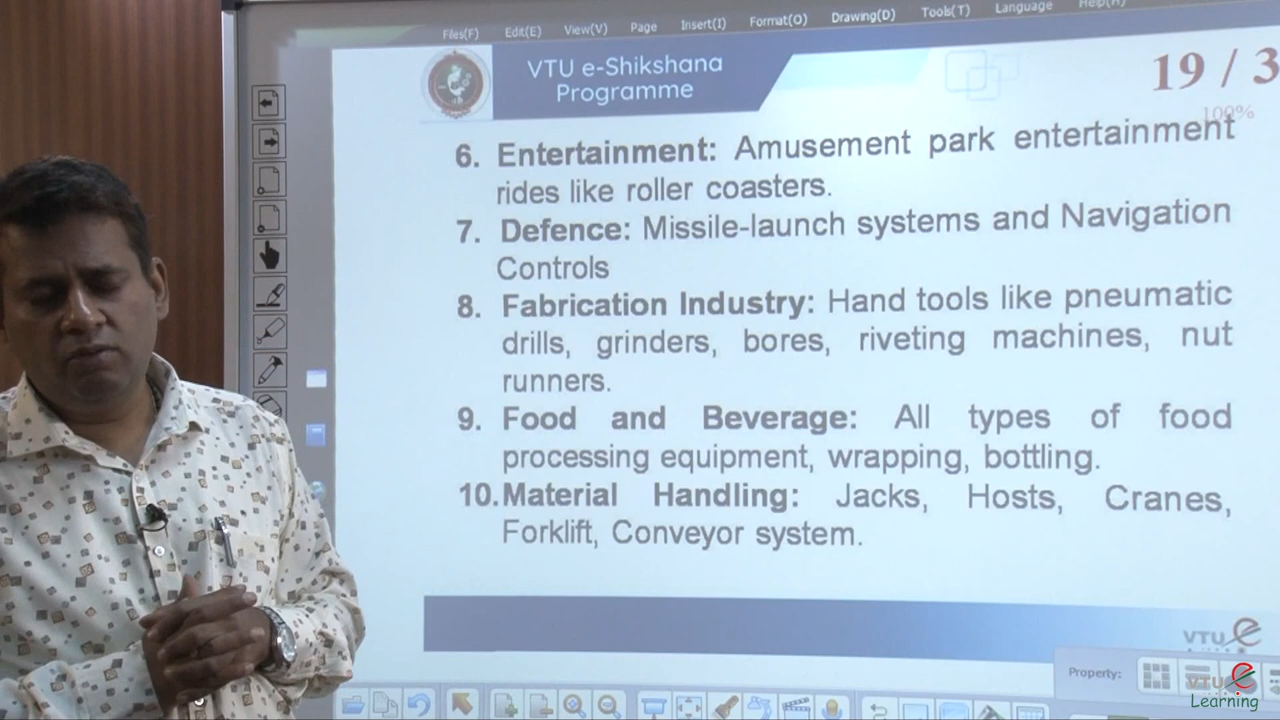 Files(F) Edit(E) View(V) Page Insert(I) Format(O) Drawing(D) Tools(T) Language Help(H)
VTU e-Shikshana
Programme
19 / 3
100%
6. Entertainment: Amusement park entertainment
rides like roller coasters.
7. Defence: Missile-launch systems and Navigation
Controls
8. Fabrication Industry: Hand tools like pneumatic
drills, grinders, bores, riveting machines, nut
runners.
9. Food and Beverage: All types of food
processing equipment, wrapping, bottling.
10. Material Handling: Jacks, Hosts, Cranes,
Forklift, Conveyor system.
VTU e
Property:
VTU e
Learning